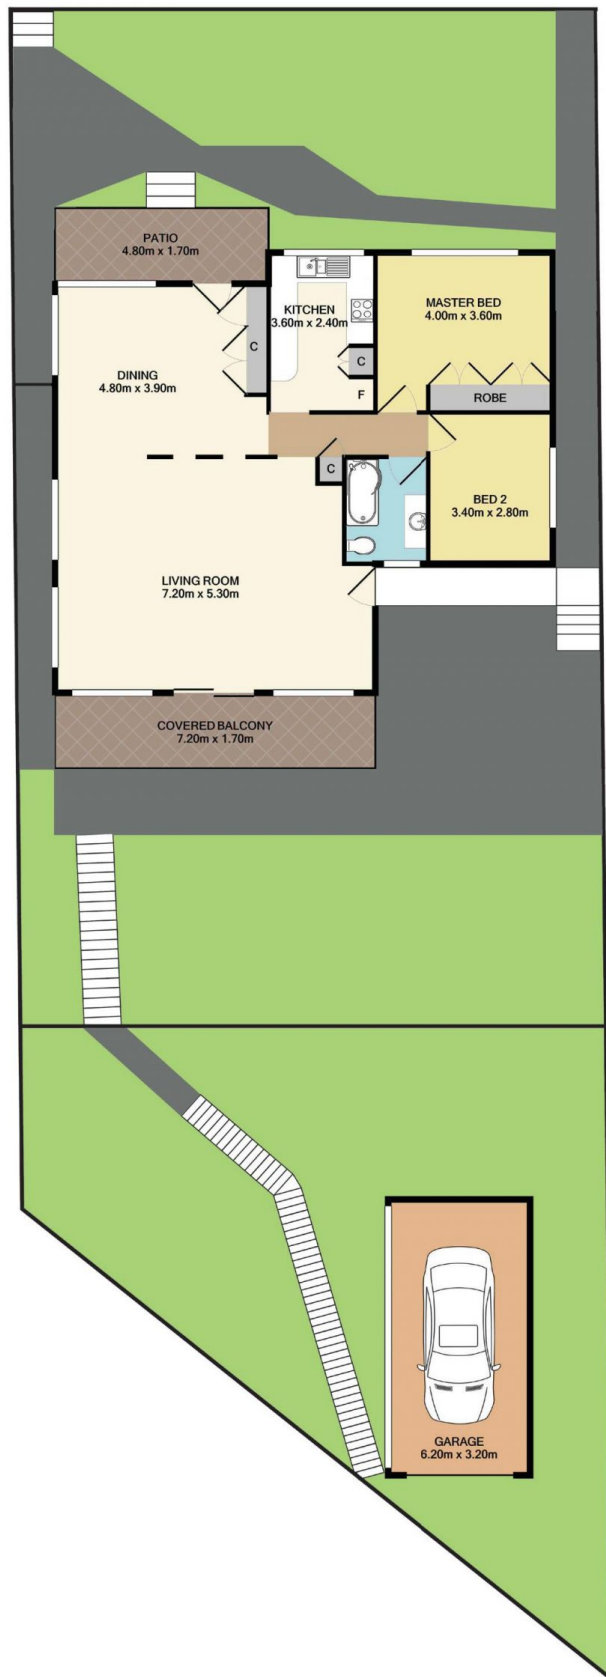 PATIO
4.80m x 1.70m
KITCHEN
3.60m x 2.40m
MASTER BED
4.00m x 3.60m
C
DINING
4.80m x 3.90m
C
F
ROBE
C
BED 2
3.40m x 2.80m
LIVING ROOM
7.20m x 5.30m
COVERED BALCONY
7.20m x 1.70m
GARAGE
6.20m x 3.20m